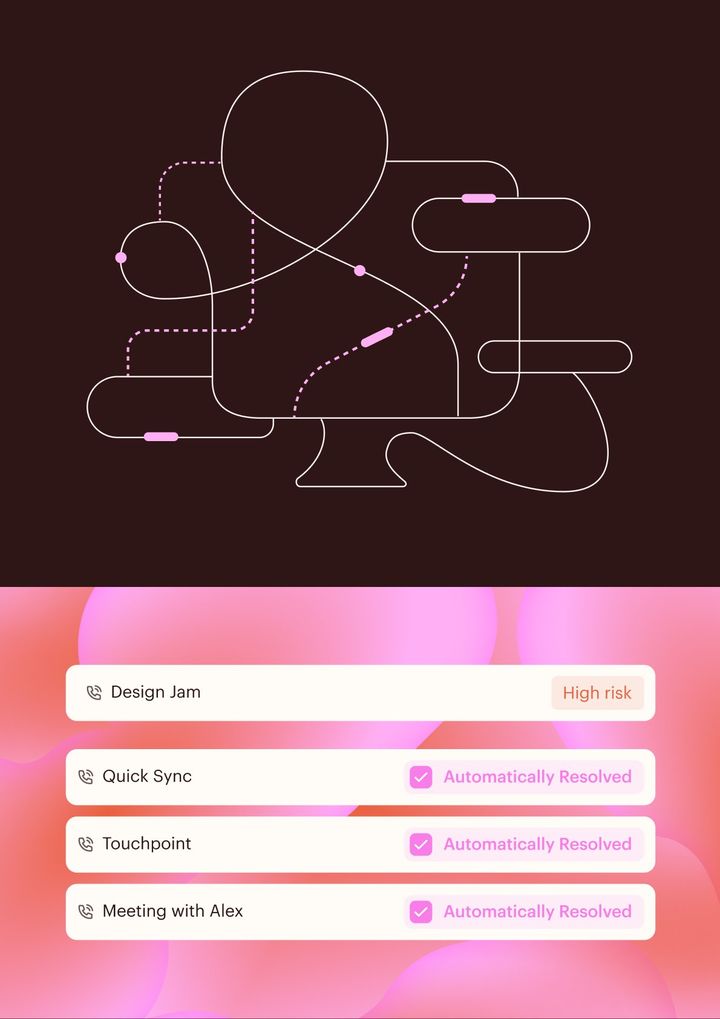 Design Jam High risk
Quick Sync Automatically Resolved
Touchpoint Automatically Resolved
Meeting with Alex Automatically Resolved